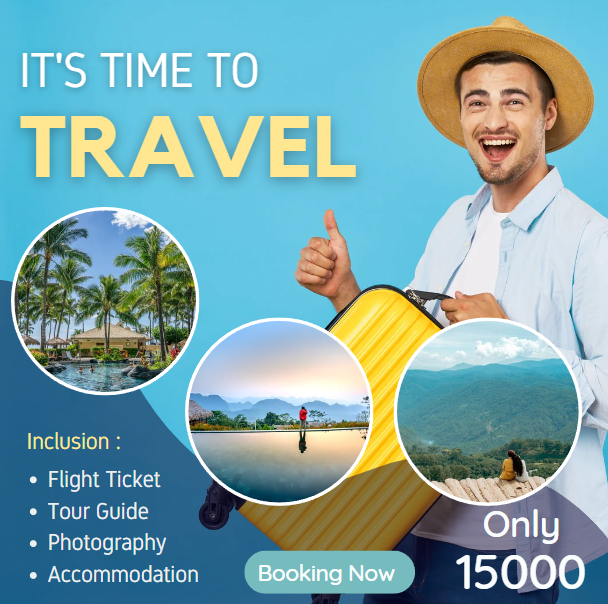 IT'S TIME TO
TRAVEL
Inclusion :
• Flight Ticket
• Tour Guide
• Photography
• Accommodation
Booking Now
Only
15000